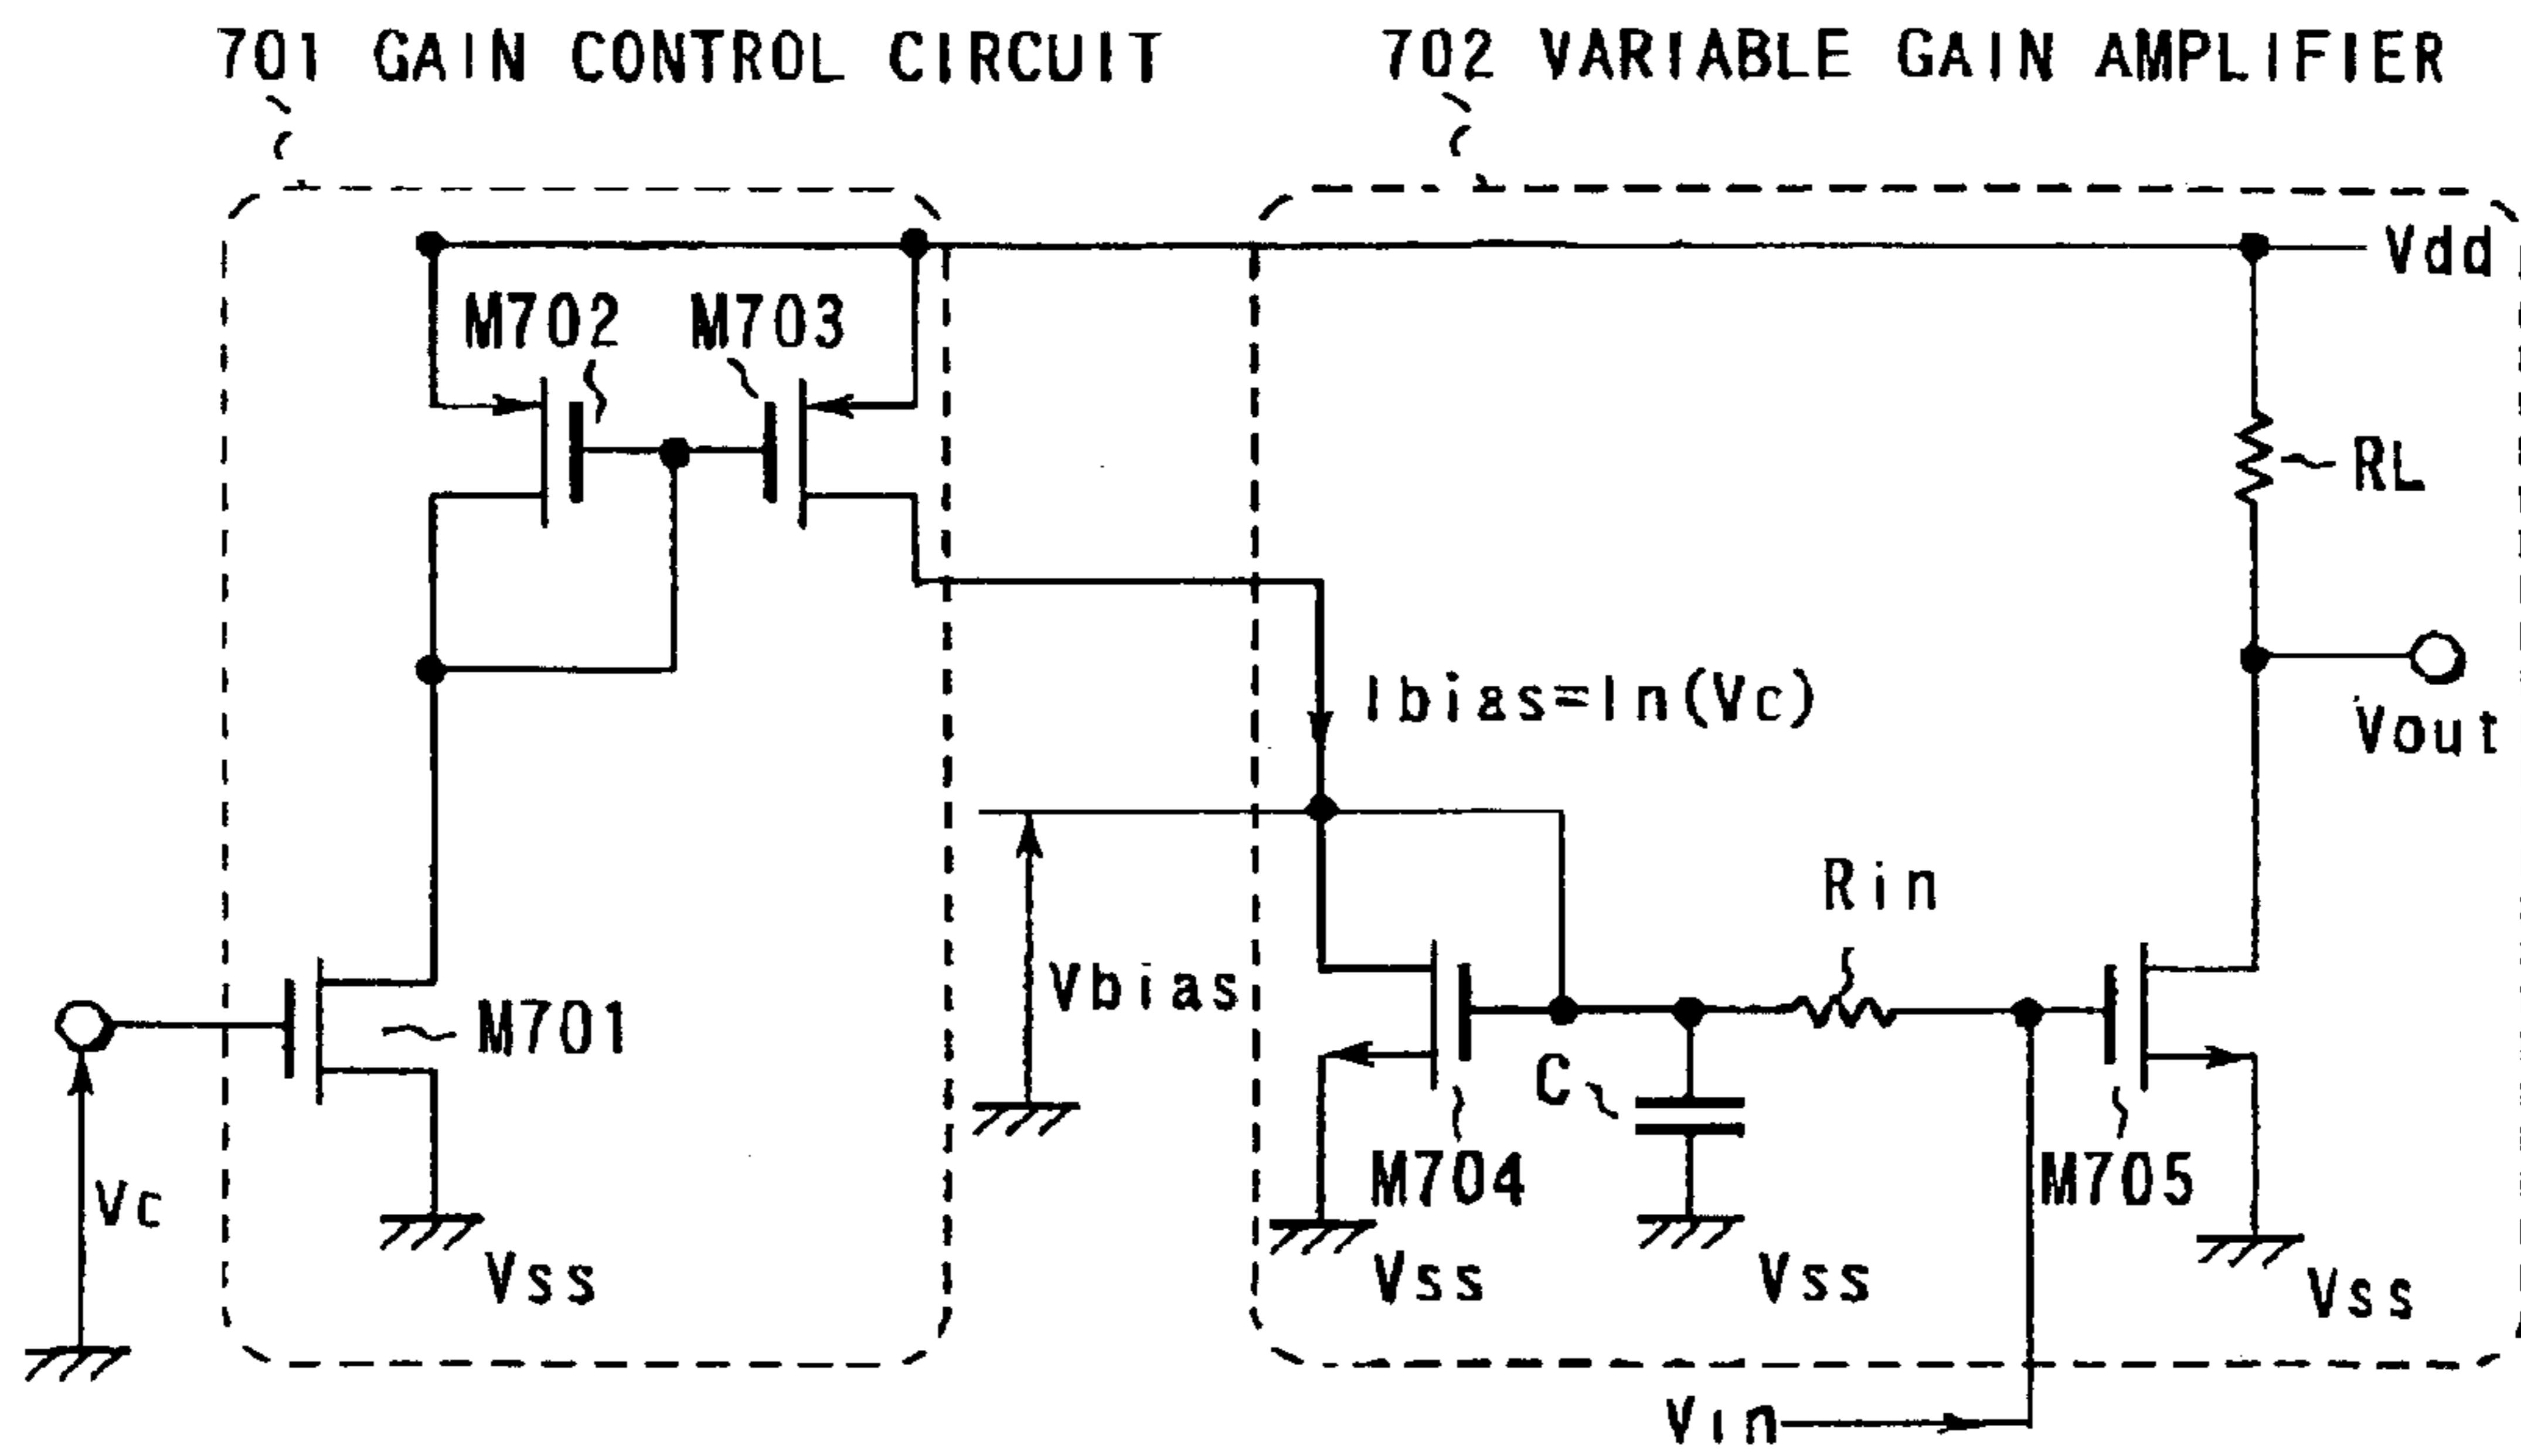 701 GAIN CONTROL CIRCUIT
702 VARIABLE GAIN AMPLIFIER
Vdd
M702
M703
RL
Ibias=In(Vc)
Vout
Rin
Vbias
M701
C
M704
M705
Vc
Vss
Vss
Vss
Vss
Vin